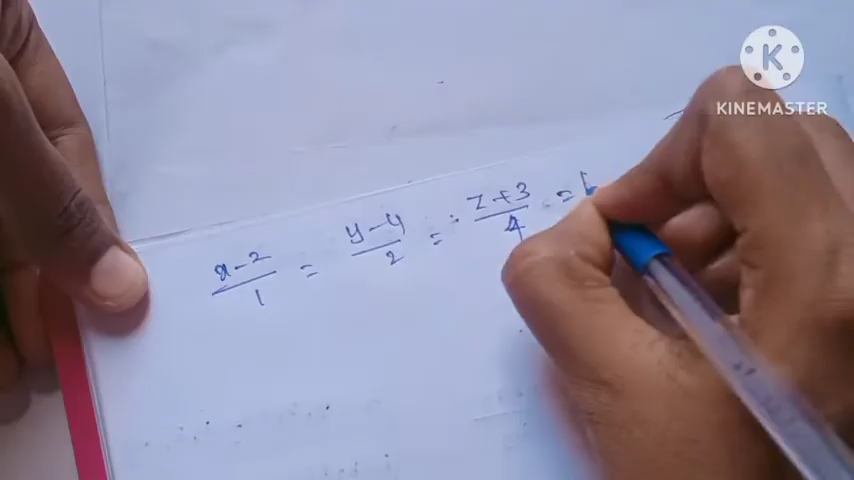 KINEMASTER
x-2/1 = y-4/2 = z+3/4 =